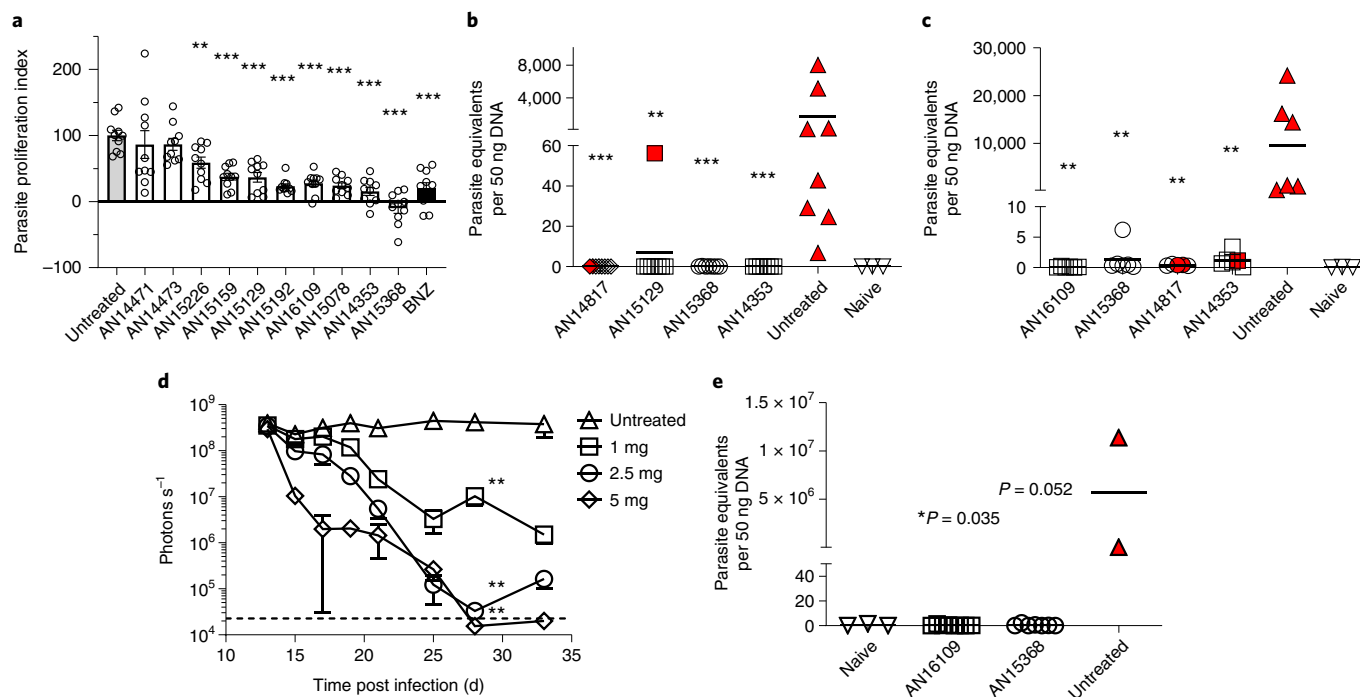 a
Parasite proliferation index
200
100
0
−100
**
***
***
***
***
***
***
***
***
Untreated
AN14471
AN14473
AN15226
AN15159
AN15129
AN15192
AN16109
AN15078
AN14353
AN15368
BNZ
b
Parasite equivalents
per 50 ng DNA
8,000
4,000
60
40
20
0
***
**
***
***
AN14817
AN15129
AN15368
AN14353
Untreated
Naive
c
Parasite equivalents
per 50 ng DNA
30,000
20,000
10,000
10
5
0
**
**
**
**
AN16109
AN15368
AN14817
AN14353
Untreated
Naive
d
Photons s⁻¹
10⁹
10⁸
10⁷
10⁶
10⁵
10⁴
**
**
**
10
15
20
25
30
35
Time post infection (d)
Untreated
1 mg
2.5 mg
5 mg
e
Parasite equivalents
per 50 ng DNA
1.5 × 10⁷
1 × 10⁷
5 × 10⁶
40
20
0
*P = 0.035
P = 0.052
Naive
AN16109
AN15368
Untreated